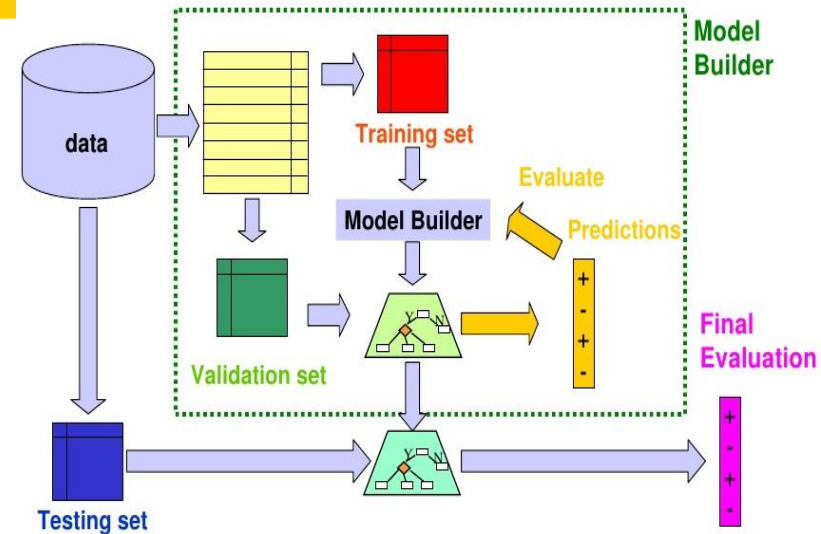 Model
Builder
data
Training set
Evaluate
Model Builder
Predictions
+
-
+
-
Y
N
Validation set
Final
Evaluation
+
-
+
-
Y
N
Testing set